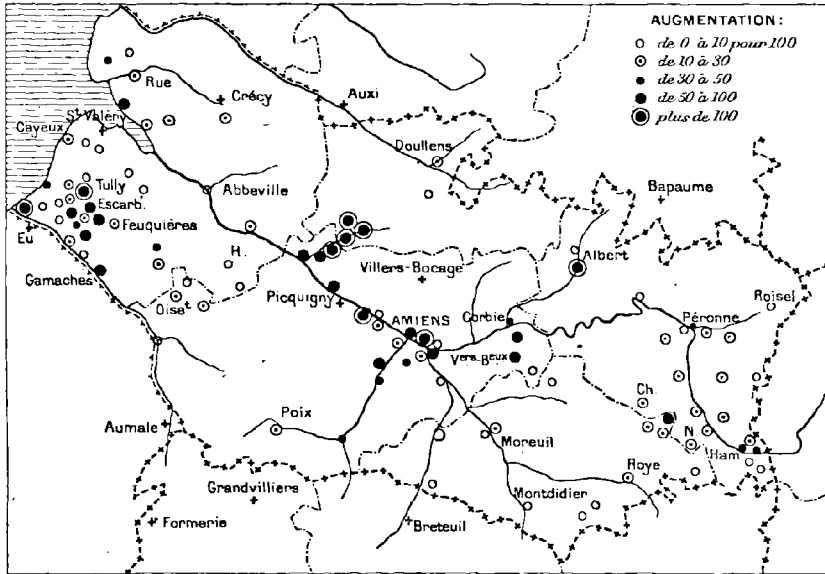 AUGMENTATION:
de 0 à 10 pour 100
de 10 à 30
de 30 à 50
de 50 à 100
plus de 100
Rue
Crécy
Auxi
St Valéry
Cayeux
Doullens
Tully
Abbeville
Bapaume
Escarb.
Eu
Feuquières
H.
Albert
Villers-Bocage
Gamaches
Picquigny
Oiset
Roisel
AMIENS
Corbie
Péronne
Vers-Beux
Ch.
Aumale
Poix
Moreuil
N
Ham
Roye
Grandvilliers
Montdidier
Formerie
Breteuil